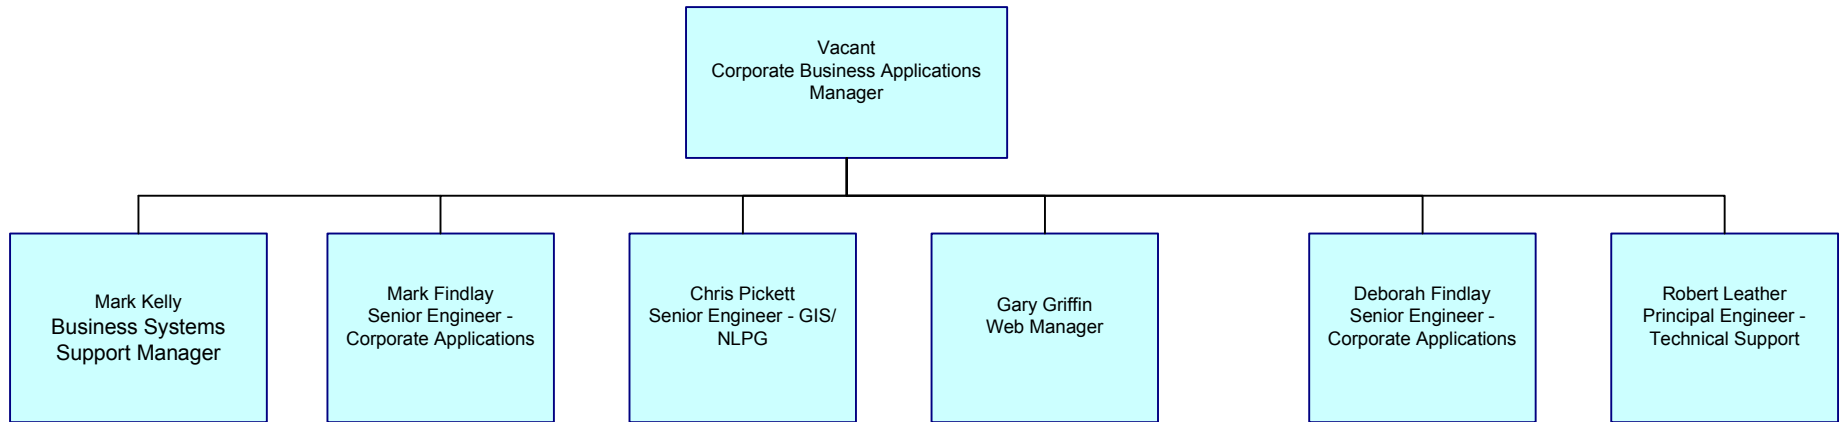 Vacant
Corporate Business Applications
Manager
Mark Kelly
Business Systems
Support Manager
Mark Findlay
Senior Engineer -
Corporate Applications
Chris Pickett
Senior Engineer - GIS/
NLPG
Gary Griffin
Web Manager
Deborah Findlay
Senior Engineer -
Corporate Applications
Robert Leather
Principal Engineer -
Technical Support